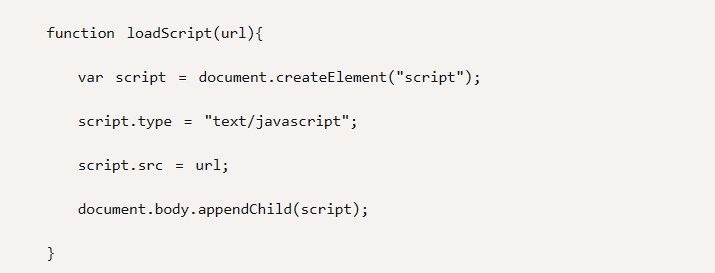 function loadScript(url){
var script = document.createElement("script");
script.type = "text/javascript";
script.src = url;
document.body.appendChild(script);
}